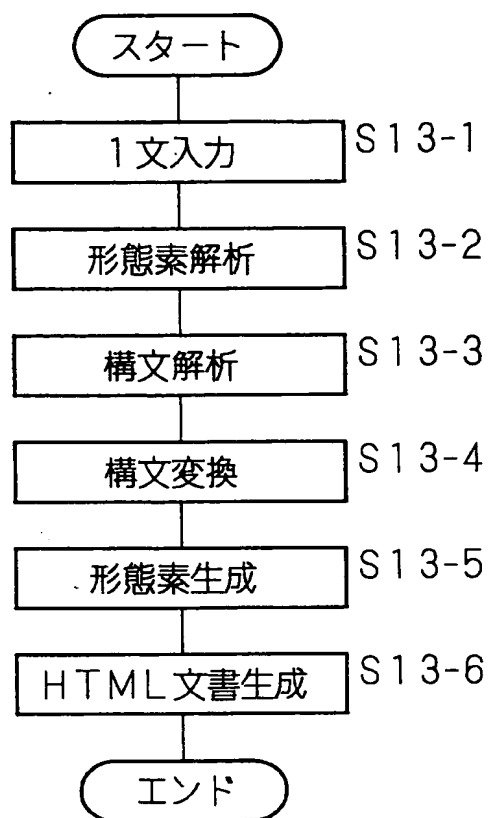 スタート
1文入力 S13-1
形態素解析 S13-2
構文解析 S13-3
構文変換 S13-4
形態素生成 S13-5
HTML文書生成 S13-6
エンド